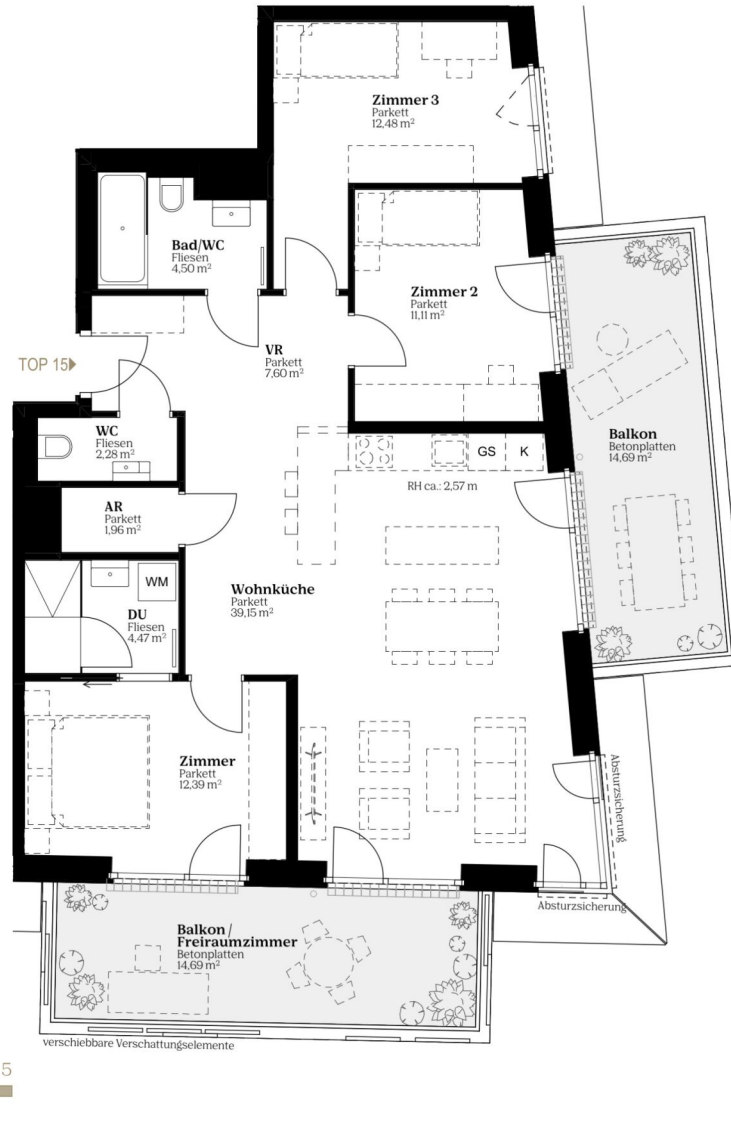 Zimmer 3
Parkett
12,48 m²
Bad/WC
Fliesen
4,50 m²
Zimmer 2
Parkett
11,11 m²
VR
Parkett
7,60 m²
TOP 15
WC
Fliesen
2,28 m²
GS
K
Balkon
Betonplatten
14,69 m²
RH ca.: 2,57 m
AR
Parkett
1,96 m²
WM
Wohnküche
Parkett
39,15 m²
DU
Fliesen
4,47 m²
Zimmer
Parkett
12,39 m²
Absturzsicherung
Absturzsicherung
Balkon /
Freiraumzimmer
Betonplatten
14,69 m²
verschiebbare Verschattungselemente
5